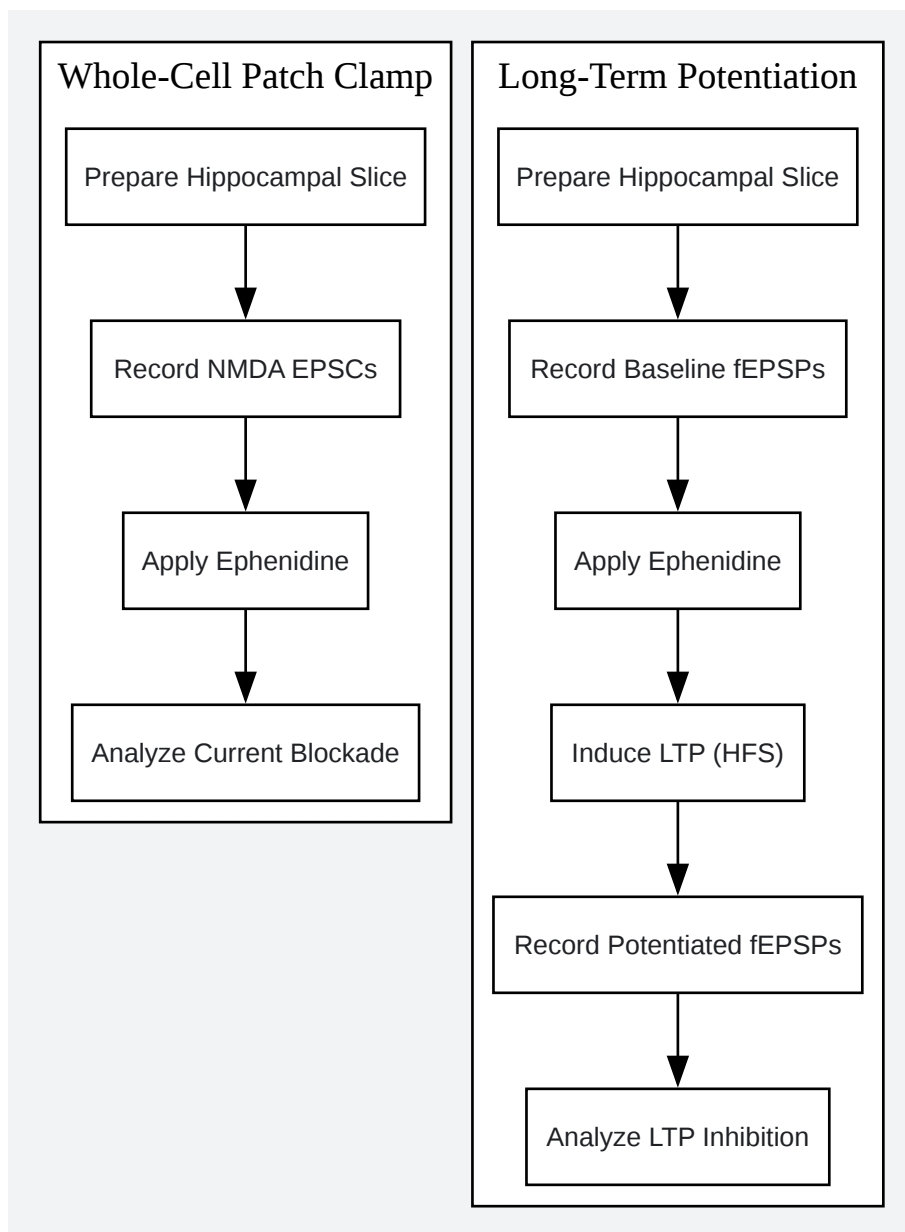 Whole-Cell Patch Clamp
Prepare Hippocampal Slice
Record NMDA EPSCs
Apply Ephenidine
Analyze Current Blockade
Long-Term Potentiation
Prepare Hippocampal Slice
Record Baseline fEPSPs
Apply Ephenidine
Induce LTP (HFS)
Record Potentiated fEPSPs
Analyze LTP Inhibition